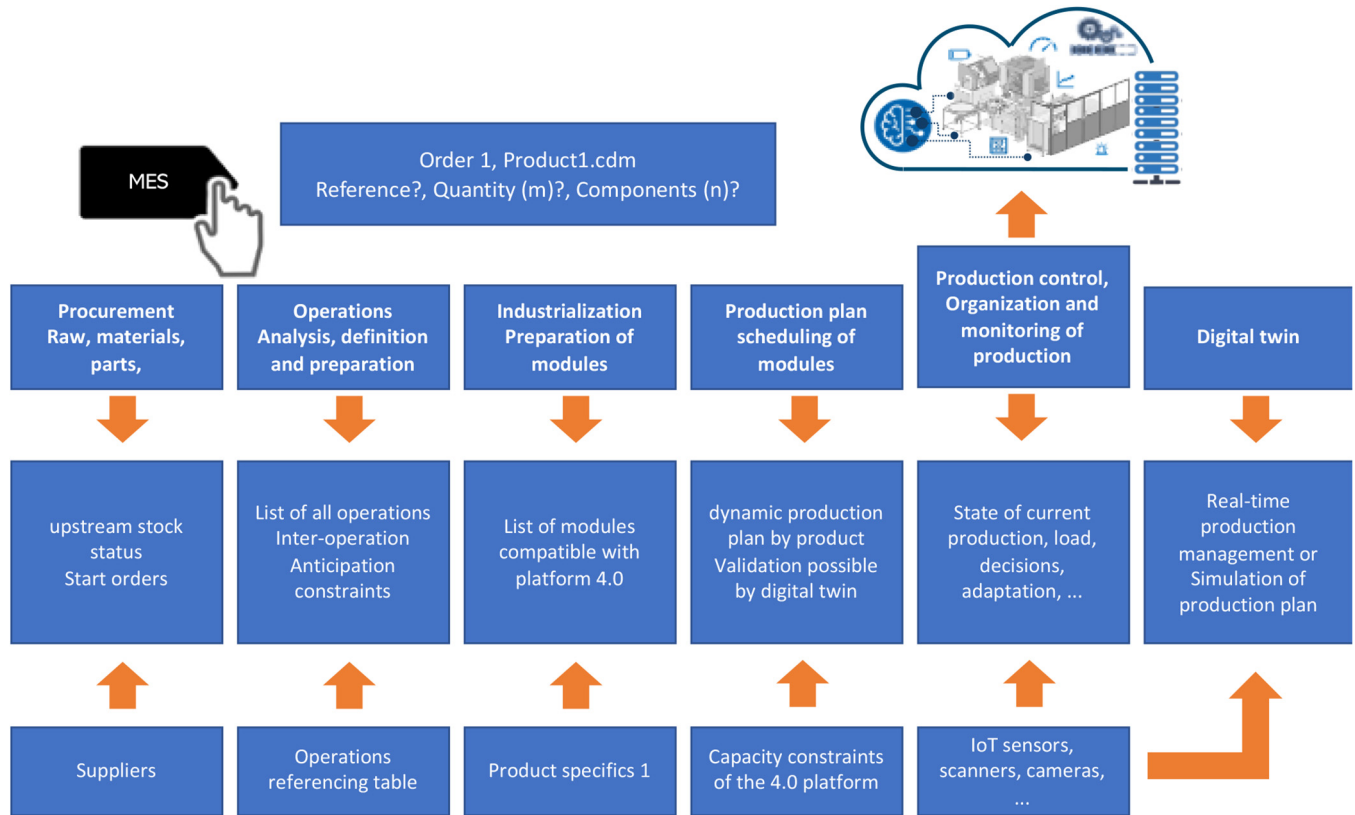 MES
Order 1, Product1.cdm
Reference?, Quantity (m)?, Components (n)?
Procurement
Raw, materials,
parts,
Operations
Analysis, definition
and preparation
Industrialization
Preparation of
modules
Production plan
scheduling of
modules
Production control,
Organization and
monitoring of
production
Digital twin
upstream stock
status
Start orders
List of all operations
Inter-operation
Anticipation
constraints
List of modules
compatible with
platform 4.0
dynamic production
plan by product
Validation possible
by digital twin
State of current
production, load,
decisions,
adaptation, ...
Real-time
production
management or
Simulation of
production plan
Suppliers
Operations
referencing table
Product specifics 1
Capacity constraints
of the 4.0 platform
IoT sensors,
scanners, cameras,
...